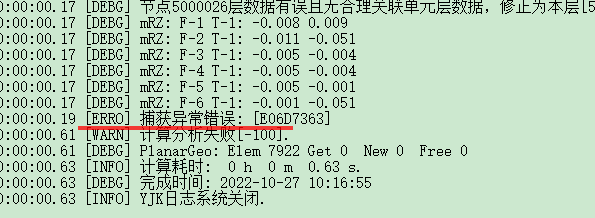 0:00:00.17 [DEBG] 节点5000026层数据有误且无合理关联单元层数据，修正为本层[5
0:00:00.17 [DEBG] mRZ: F-1 T-1: -0.008 0.009
0:00:00.17 [DEBG] mRZ: F-2 T-1: -0.011 -0.051
0:00:00.17 [DEBG] mRZ: F-3 T-1: -0.005 -0.004
0:00:00.17 [DEBG] mRZ: F-4 T-1: -0.005 -0.004
0:00:00.17 [DEBG] mRZ: F-5 T-1: -0.005 -0.001
0:00:00.17 [DEBG] mRZ: F-6 T-1: -0.001 -0.051
0:00:00.19 [ERRO] 捕获异常错误: [E06D7363]
0:00:00.61 [WARN] 计算分析失败[-100].
0:00:00.61 [DEBG] PlanarGeo: Elem 7922 Get 0 New 0 Free 0
0:00:00.63 [INFO] 计算耗时: 0 h 0 m 0.63 s.
0:00:00.63 [DEBG] 完成时间: 2022-10-27 10:16:55
0:00:00.63 [INFO] YJK日志系统关闭.